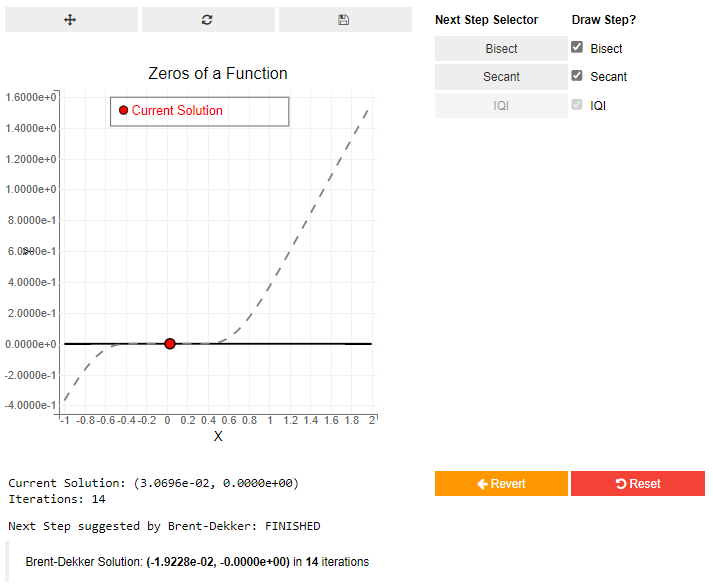 Next Step Selector Draw Step?
Bisect Bisect
Secant Secant
IQI IQI
Zeros of a Function
Current Solution
1.6000e+0
1.4000e+0
1.2000e+0
1.0000e+0
8.0000e-1
6.0000e-1
Y
4.0000e-1
2.0000e-1
0.0000e+0
-2.0000e-1
-4.0000e-1
-1 -0.8 -0.6 -0.4 -0.2 0 0.2 0.4 0.6 0.8 1 1.2 1.4 1.6 1.8 2
X
Current Solution: (3.0696e-02, 0.0000e+00)
Iterations: 14
Revert Reset
Next Step suggested by Brent-Dekker: FINISHED
Brent-Dekker Solution: (-1.9228e-02, -0.0000e+00) in 14 iterations